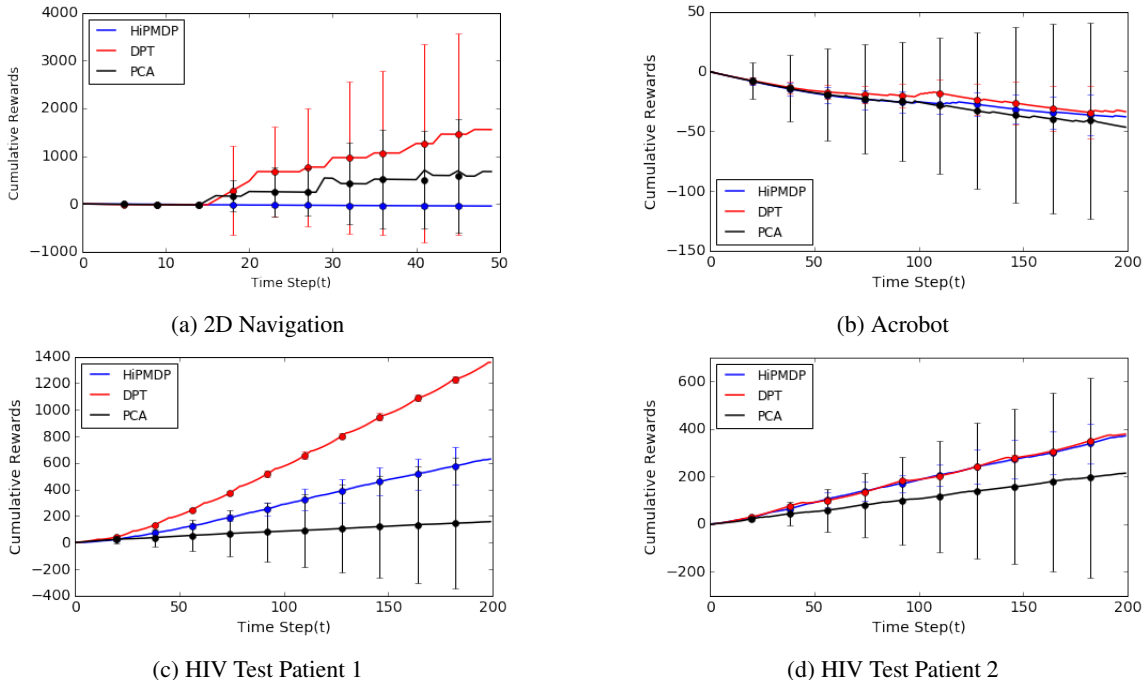 4000
3000
2000
1000
0
−1000
0 10 20 30 40 50
Cumulative Rewards
Time Step(t)
HiPMDP
DPT
PCA
(a) 2D Navigation
50
0
−50
−100
−150
0 50 100 150 200
Cumulative Rewards
Time Step(t)
HiPMDP
DPT
PCA
(b) Acrobot
1400
1200
1000
800
600
400
200
0
−200
−400
0 50 100 150 200
Cumulative Rewards
Time Step(t)
HiPMDP
DPT
PCA
(c) HIV Test Patient 1
600
400
200
0
−200
0 50 100 150 200
Cumulative Rewards
Time Step(t)
HiPMDP
DPT
PCA
(d) HIV Test Patient 2